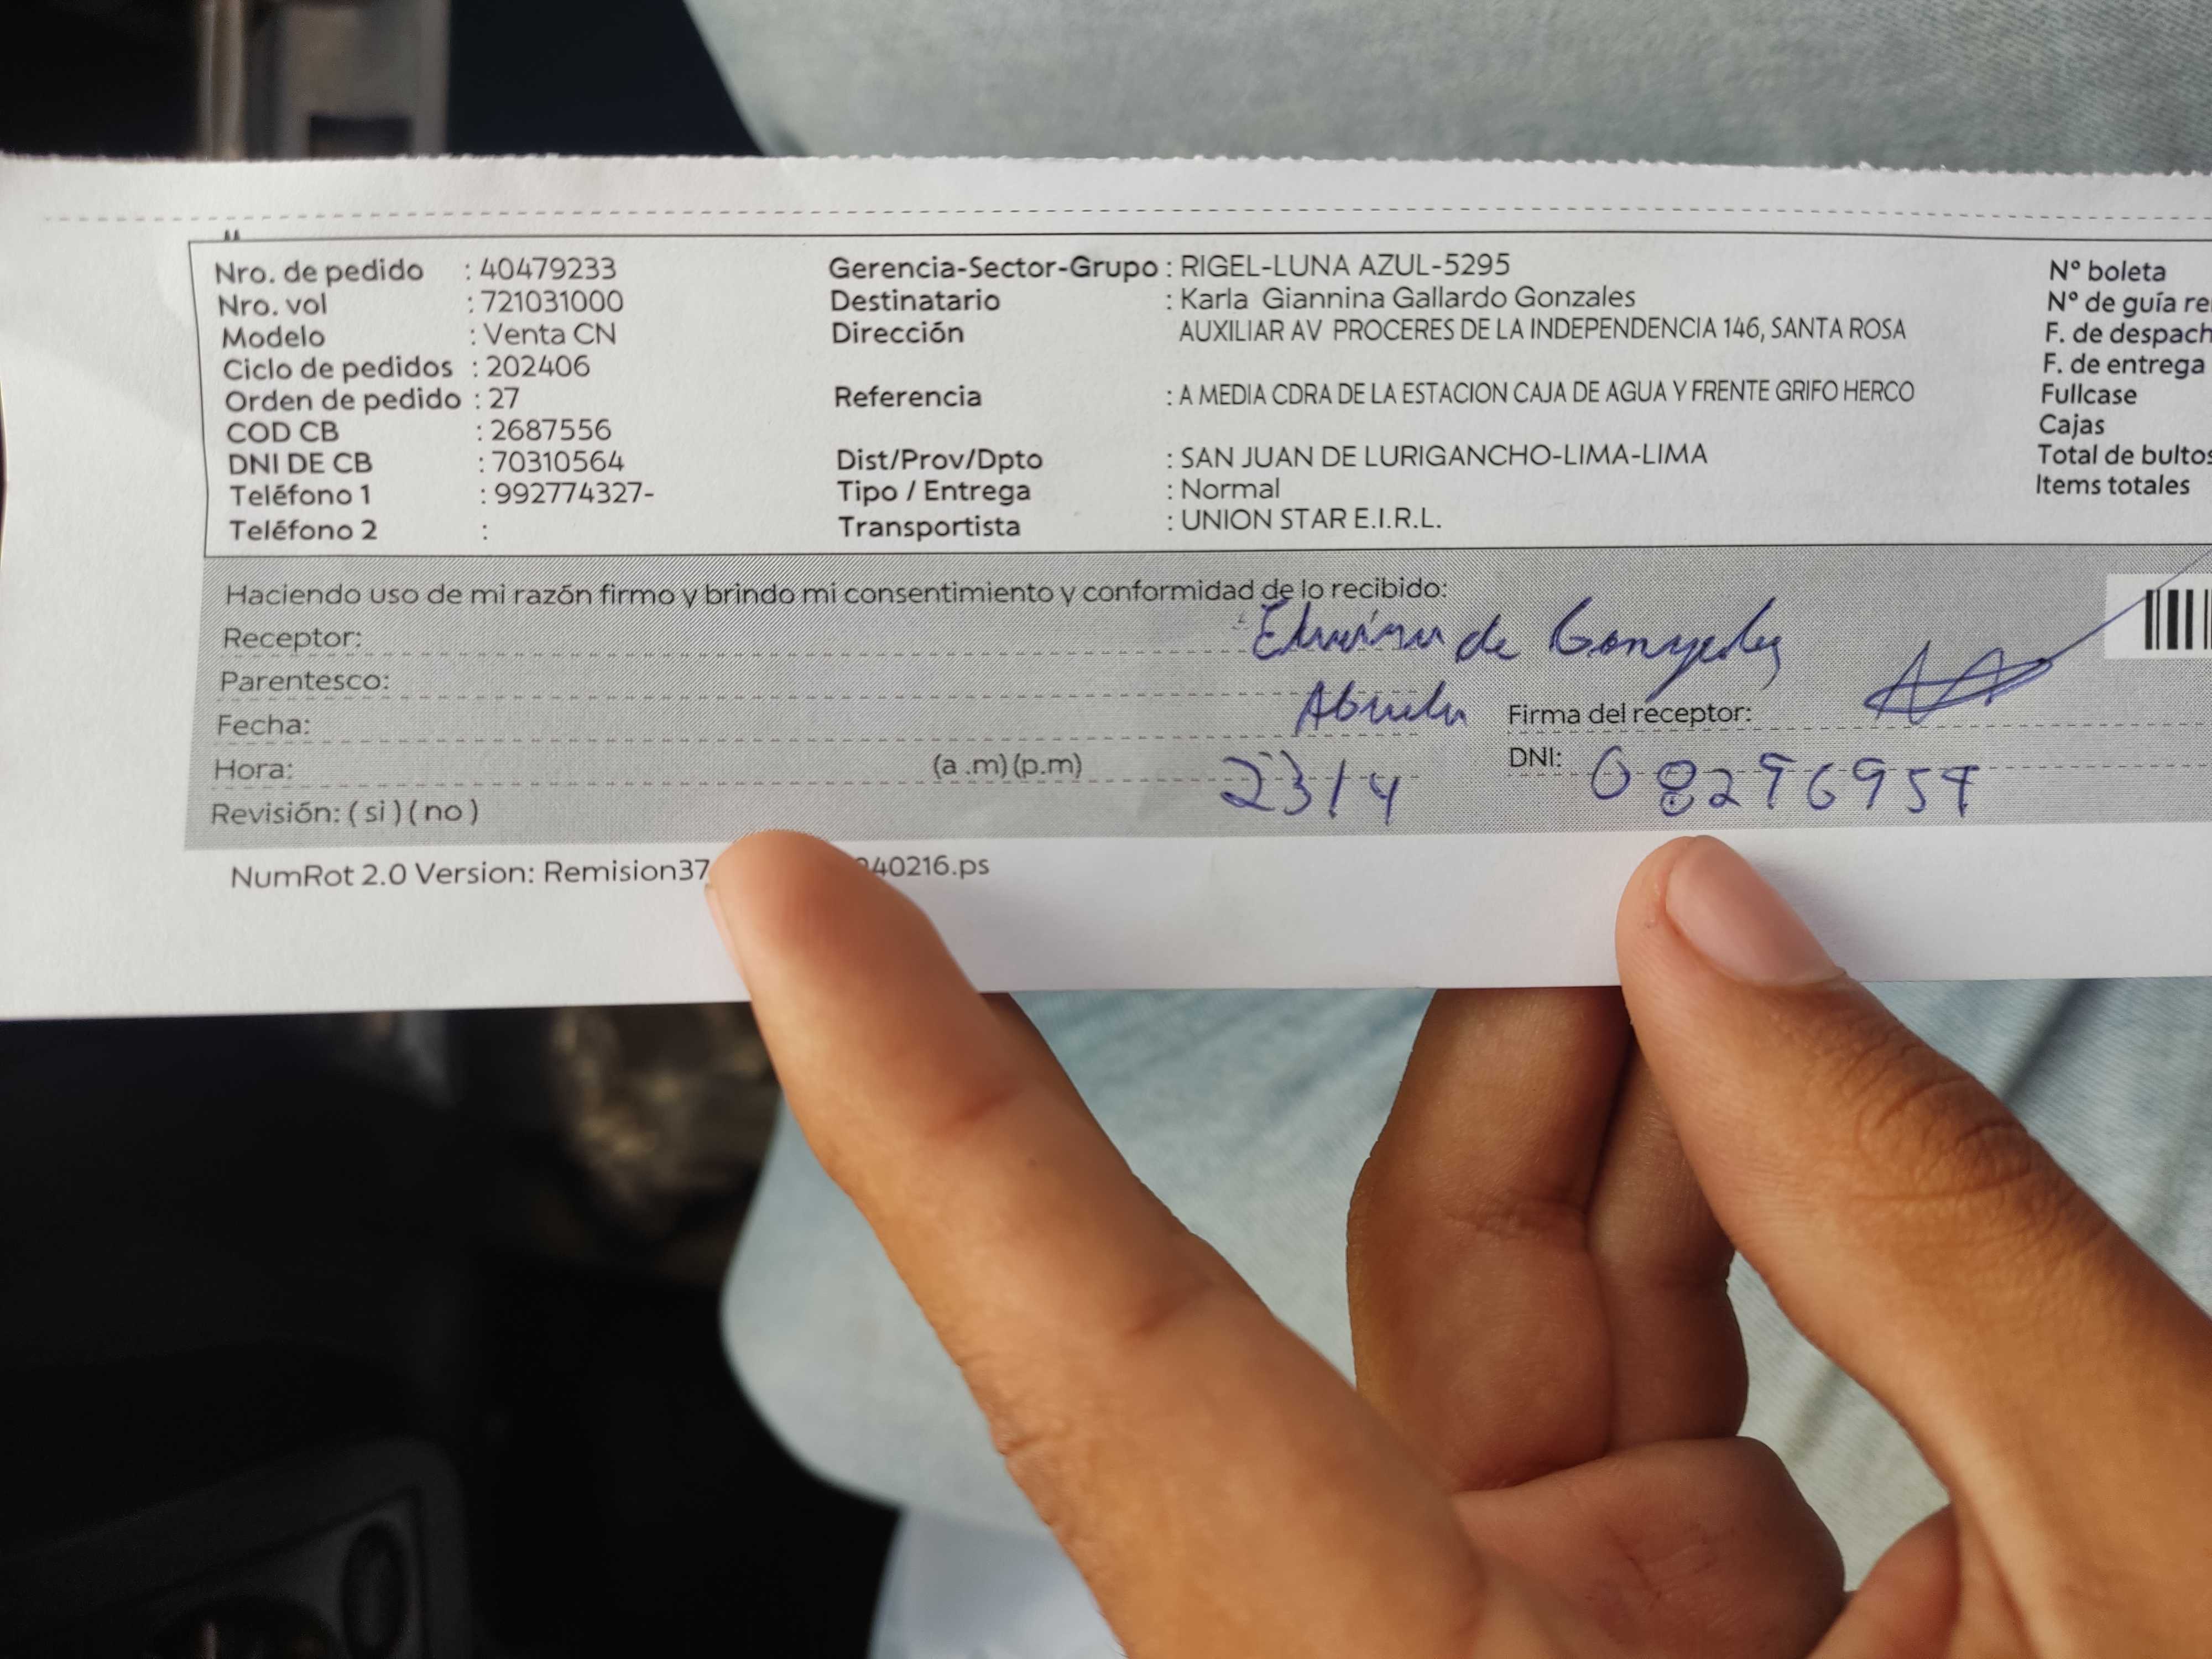 Nro. de pedido : 40479233 Gerencia-Sector-Grupo : RIGEL-LUNA AZUL-5295 N° boleta
Nro. vol : 721031000 Destinatario : Karla Giannina Gallardo Gonzales N° de guía re
Modelo : Venta CN Dirección AUXILIAR AV PROCERES DE LA INDEPENDENCIA 146, SANTA ROSA F. de despach
Ciclo de pedidos : 202406 F. de entrega
Orden de pedido : 27 Referencia : A MEDIA CDRA DE LA ESTACION CAJA DE AGUA Y FRENTE GRIFO HERCO Fullcase
COD CB : 2687556 Cajas
DNI DE CB : 70310564 Dist/Prov/Dpto : SAN JUAN DE LURIGANCHO-LIMA-LIMA Total de bultos
Teléfono 1 : 992774327- Tipo / Entrega : Normal Items totales
Teléfono 2 : Transportista : UNION STAR E.I.R.L.
Haciendo uso de mi razón firmo y brindo mi consentimiento y conformidad de lo recibido:
Receptor: de
Parentesco: Abuela
Fecha: 23/4 Firma del receptor:
Hora: (a .m) (p.m) DNI:
Revisión: ( si ) ( no )
NumRot 2.0 Version: Remision37 40216.ps